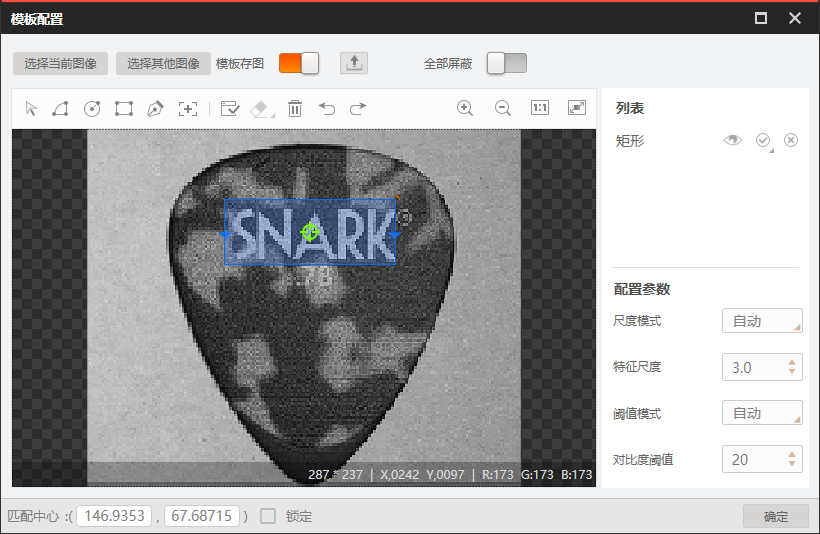 模板配置
选择当前图像 选择其他图像 模板存图 全部屏蔽
1:1
列表
矩形
SNARK
.76
配置参数
尺度模式 自动
特征尺度 3.0
阈值模式 自动
对比度阈值 20
287 * 237 | X,0242 Y,0097 | R:173 G:173 B:173
匹配中心 :( 146.9353 , 67.68715 ) 锁定 确定